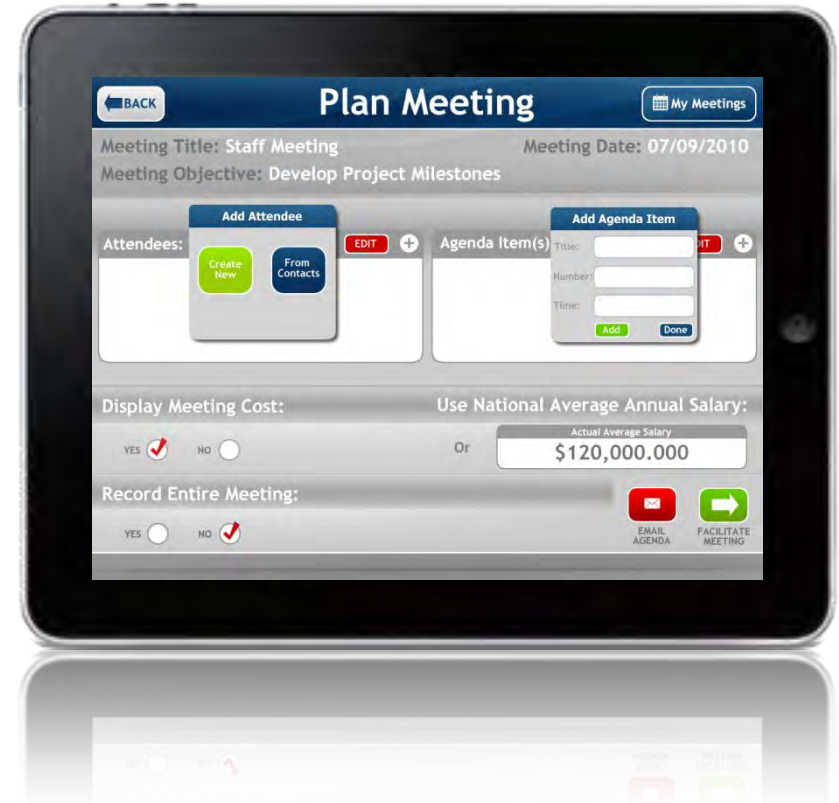 BACK
Plan Meeting
My Meetings
Meeting Title: Staff Meeting
Meeting Date: 07/09/2010
Meeting Objective: Develop Project Milestones
Add Attendee
Attendees:
EDIT
Create
New
From
Contacts
Add Agenda Item
Agenda Item(s)
Title:
Number:
Time:
Add
Done
Display Meeting Cost:
YES
NO
Use National Average Annual Salary:
Or
Actual Average Salary
$120,000.000
Record Entire Meeting:
YES
NO
EMAIL
AGENDA
FACILITATE
MEETING